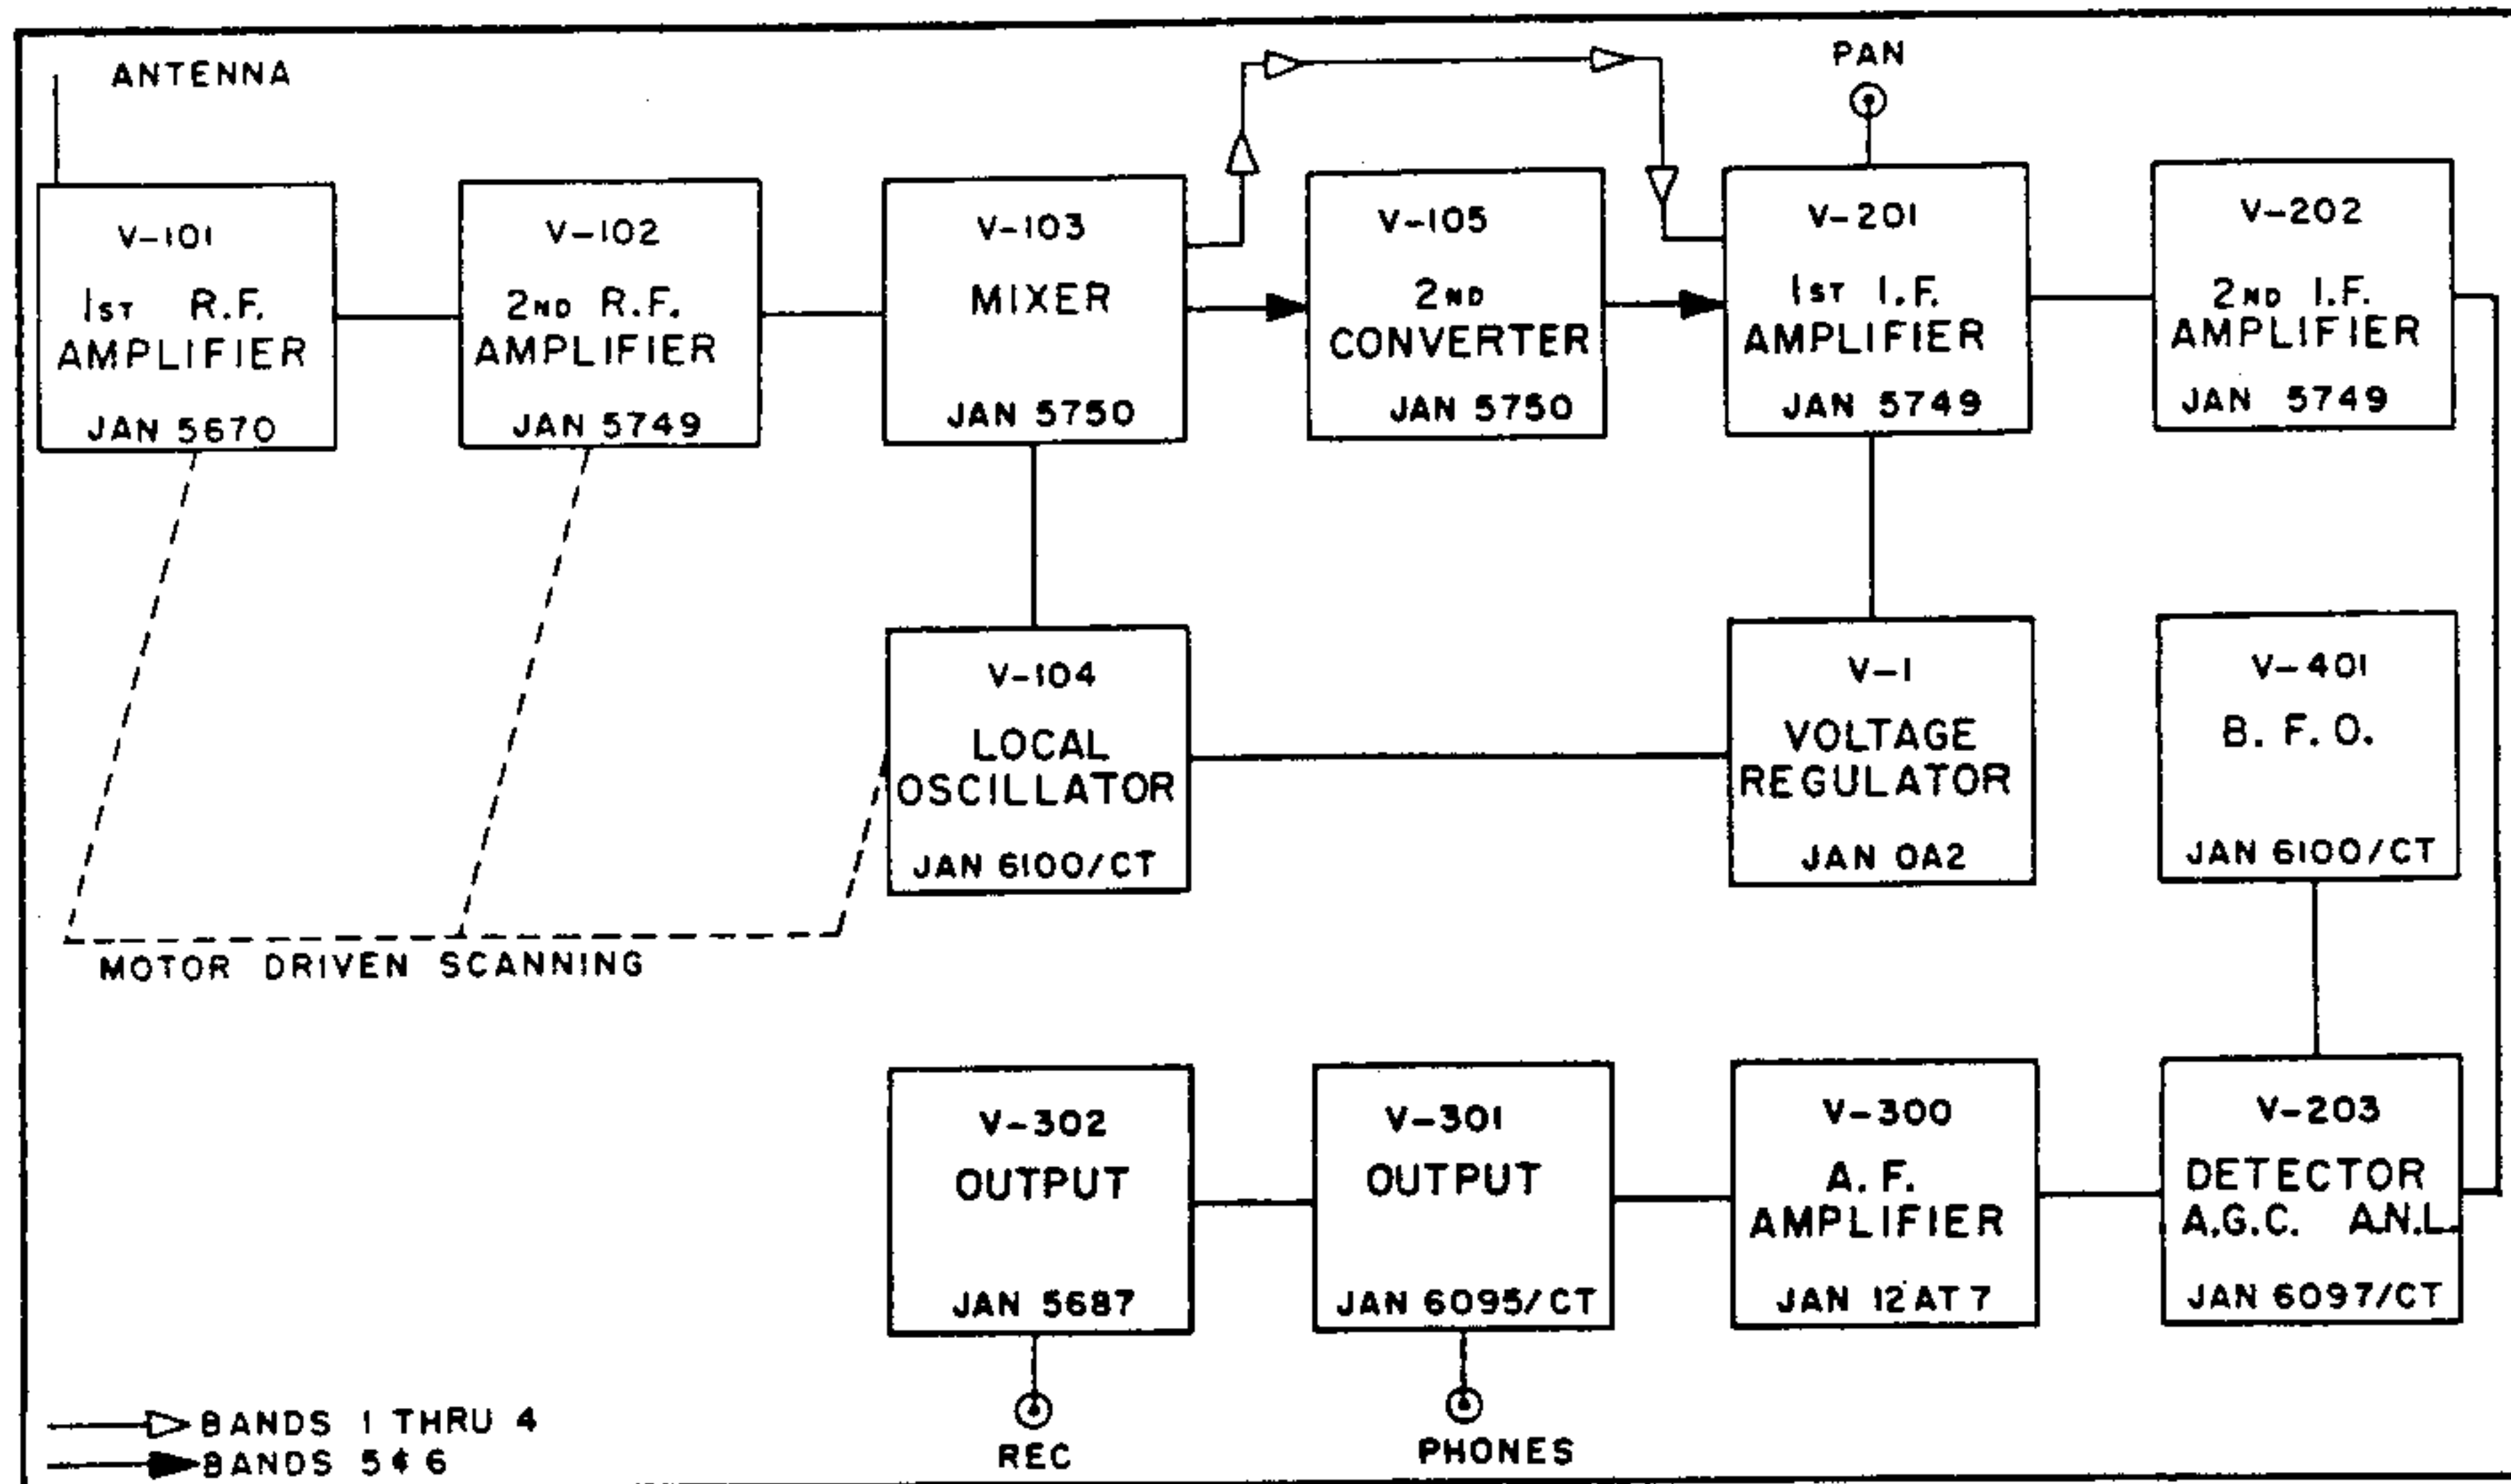 ANTENNA
PAN
V-101
1ST R.F.
AMPLIFIER
JAN 5670
V-102
2ND R.F.
AMPLIFIER
JAN 5749
V-103
MIXER
JAN 5750
V-105
2ND
CONVERTER
JAN 5750
V-201
1ST I.F.
AMPLIFIER
JAN 5749
V-202
2ND I.F.
AMPLIFIER
JAN 5749
V-104
LOCAL
OSCILLATOR
JAN 6100/CT
V-1
VOLTAGE
REGULATOR
JAN 0A2
V-401
B. F. O.
JAN 6100/CT
MOTOR DRIVEN SCANNING
V-302
OUTPUT
JAN 5687
V-301
OUTPUT
JAN 6095/CT
V-300
A. F.
AMPLIFIER
JAN 12AT7
V-203
DETECTOR
A.G.C. A.N.L.
JAN 6097/CT
BANDS 1 THRU 4
BANDS 5 & 6
REC
PHONES